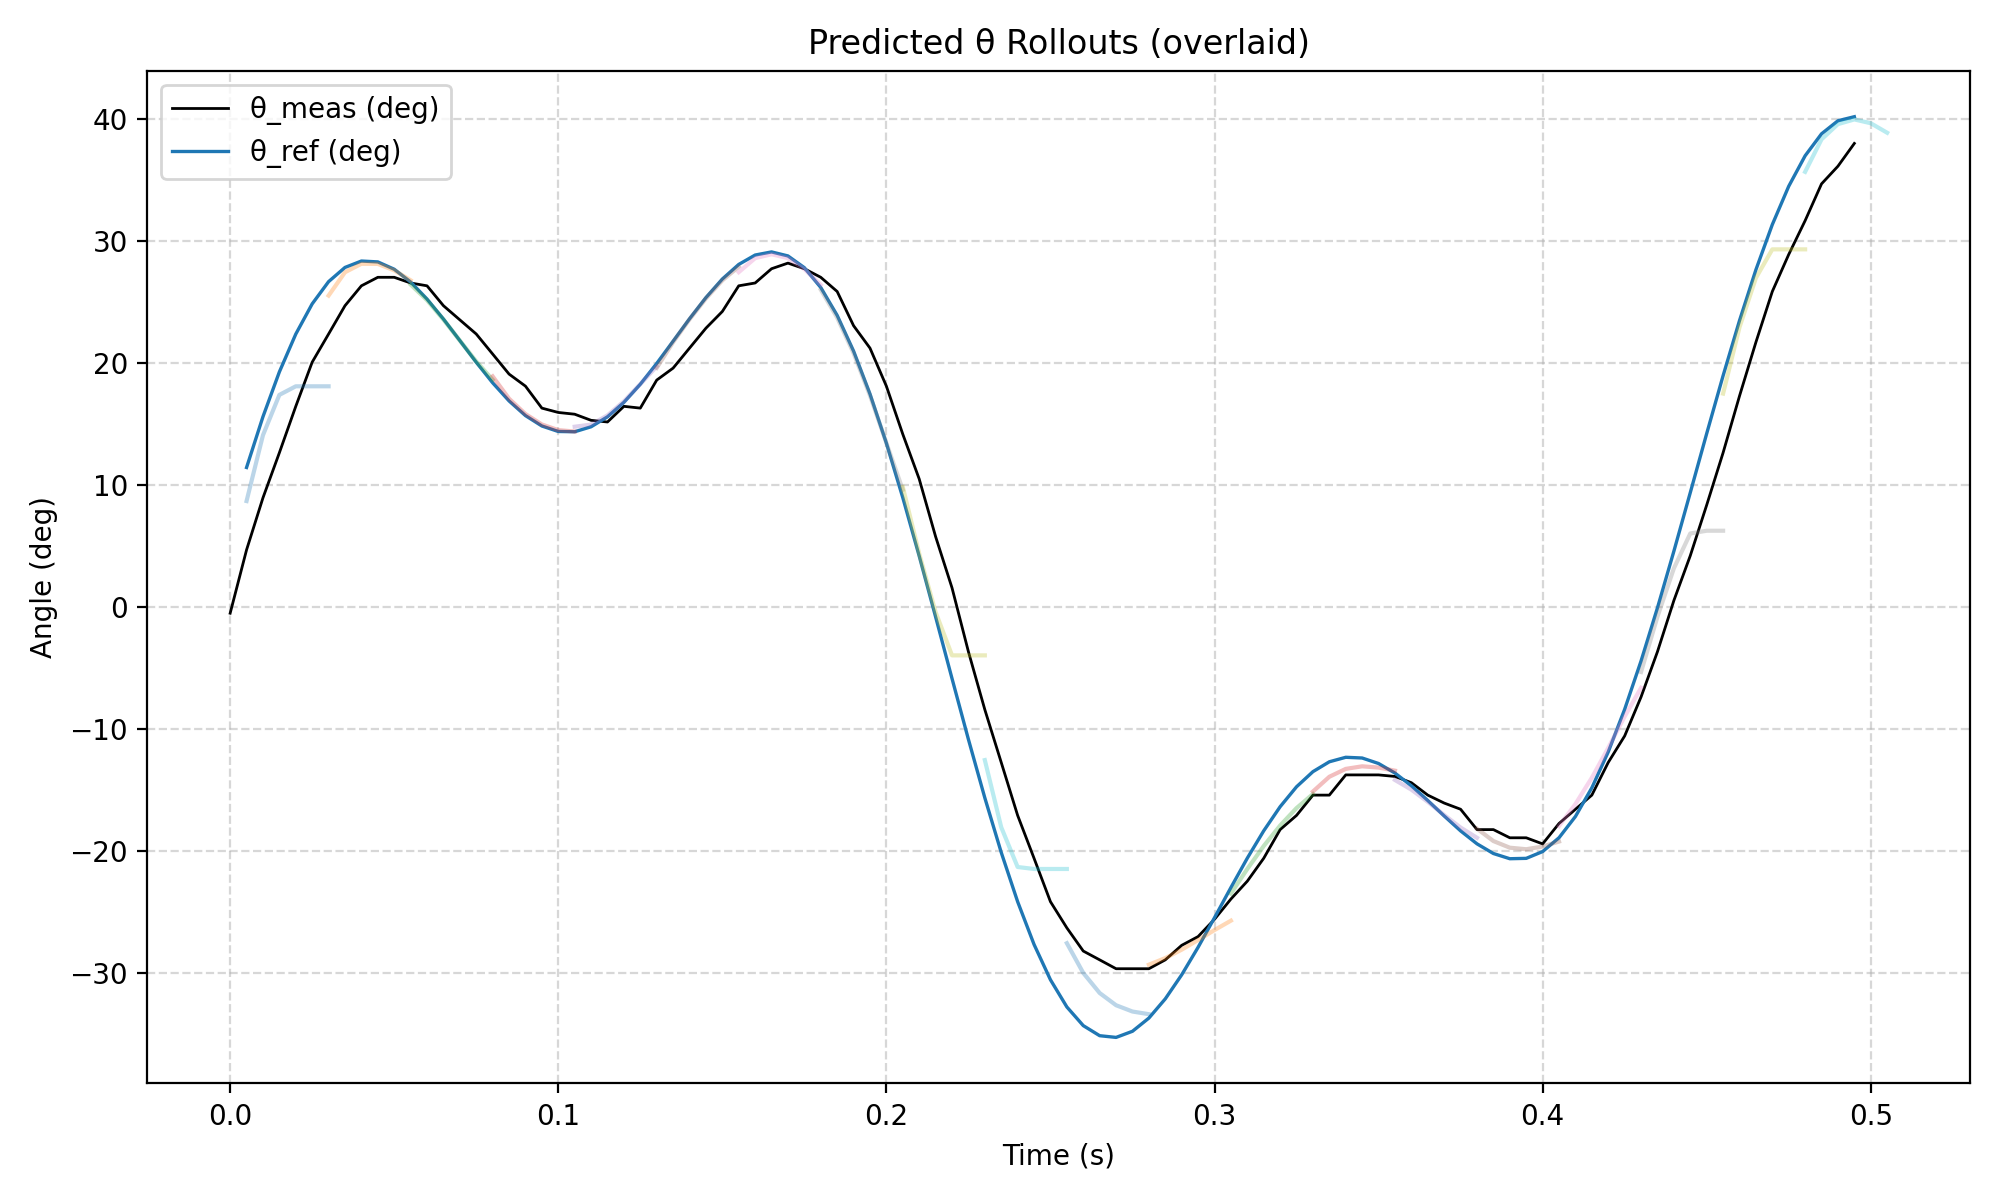 Predicted θ Rollouts (overlaid)
θ_meas (deg)
θ_ref (deg)
Angle (deg)
40
30
20
10
0
−10
−20
−30
0.0 0.1 0.2 0.3 0.4 0.5
Time (s)